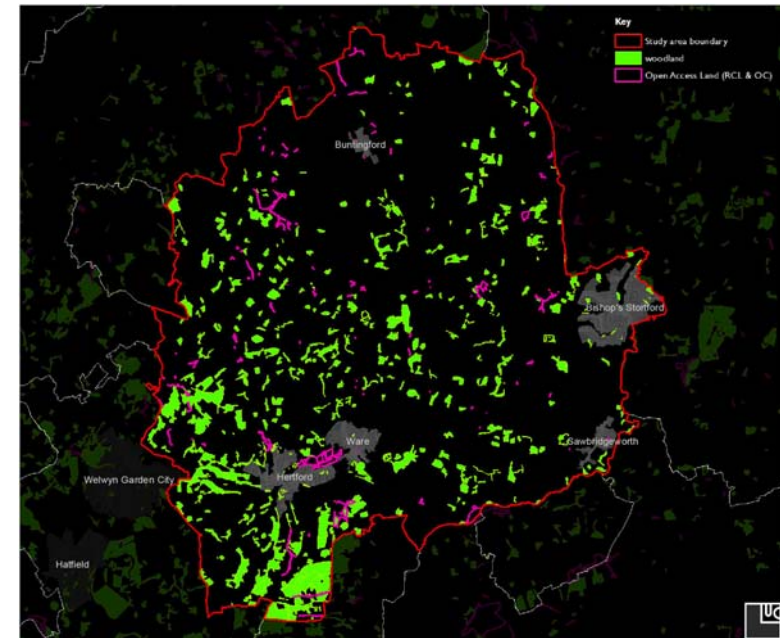 Key
Study area boundary
woodland
Open Access Land (RCL & OC)
Buntingford
Bishop's Stortford
Ware
Sawbridgeworth
Hertford
Welwyn Garden City
Hatfield